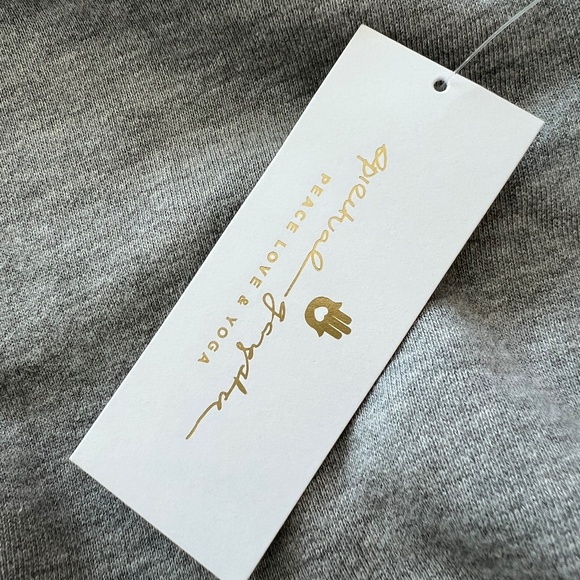 Spiritual Gangster
PEACE LOVE & YOGA